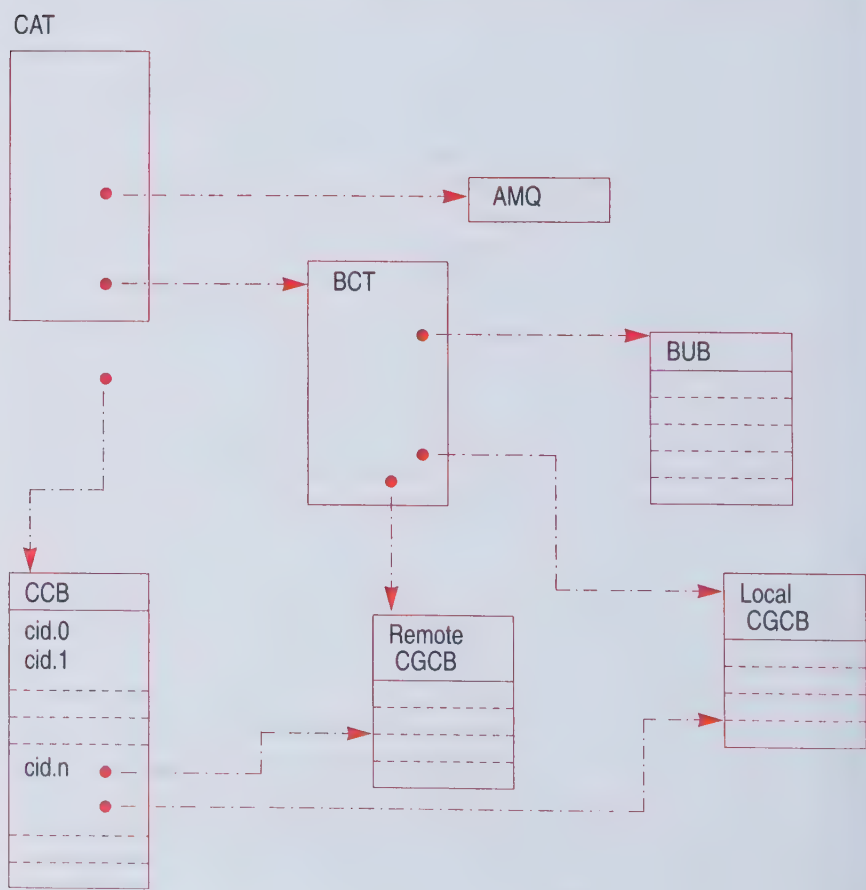 CAT
AMQ
BCT
BUB
CCB
cid.0
cid.1
cid.n
Remote
CGCB
Local
CGCB